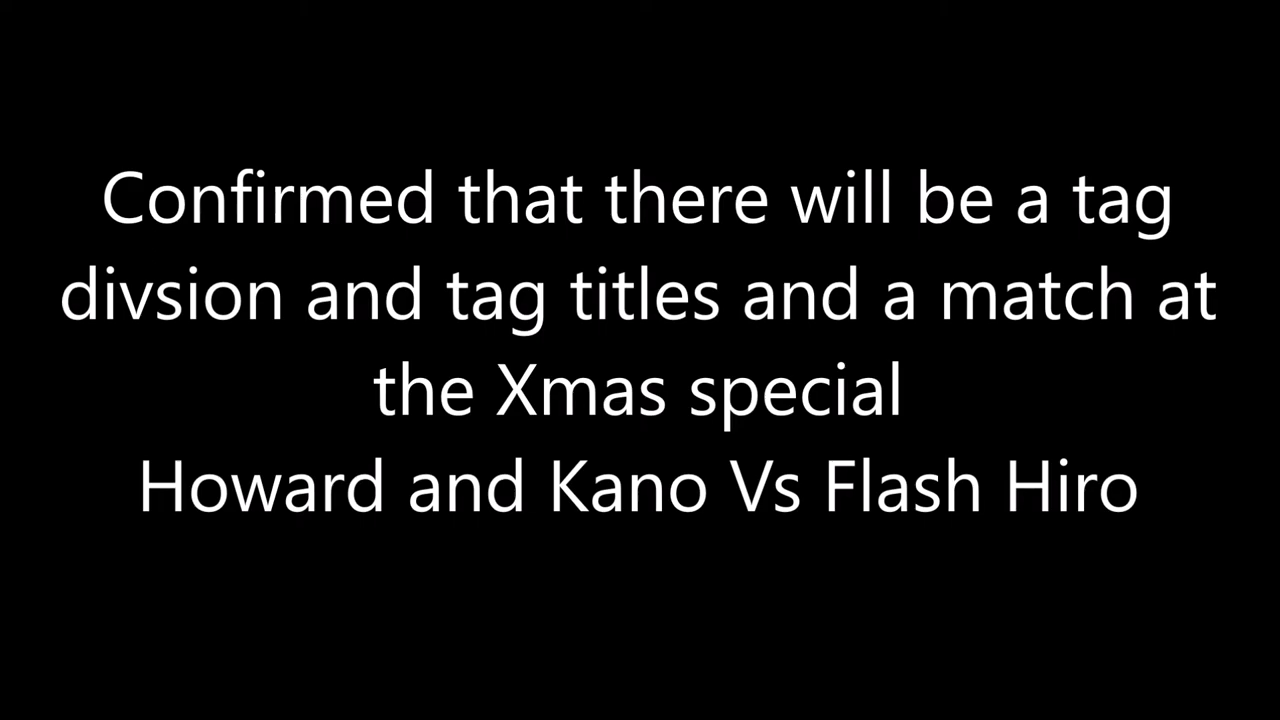 Confirmed that there will be a tag
divsion and tag titles and a match at
the Xmas special
Howard and Kano Vs Flash Hiro